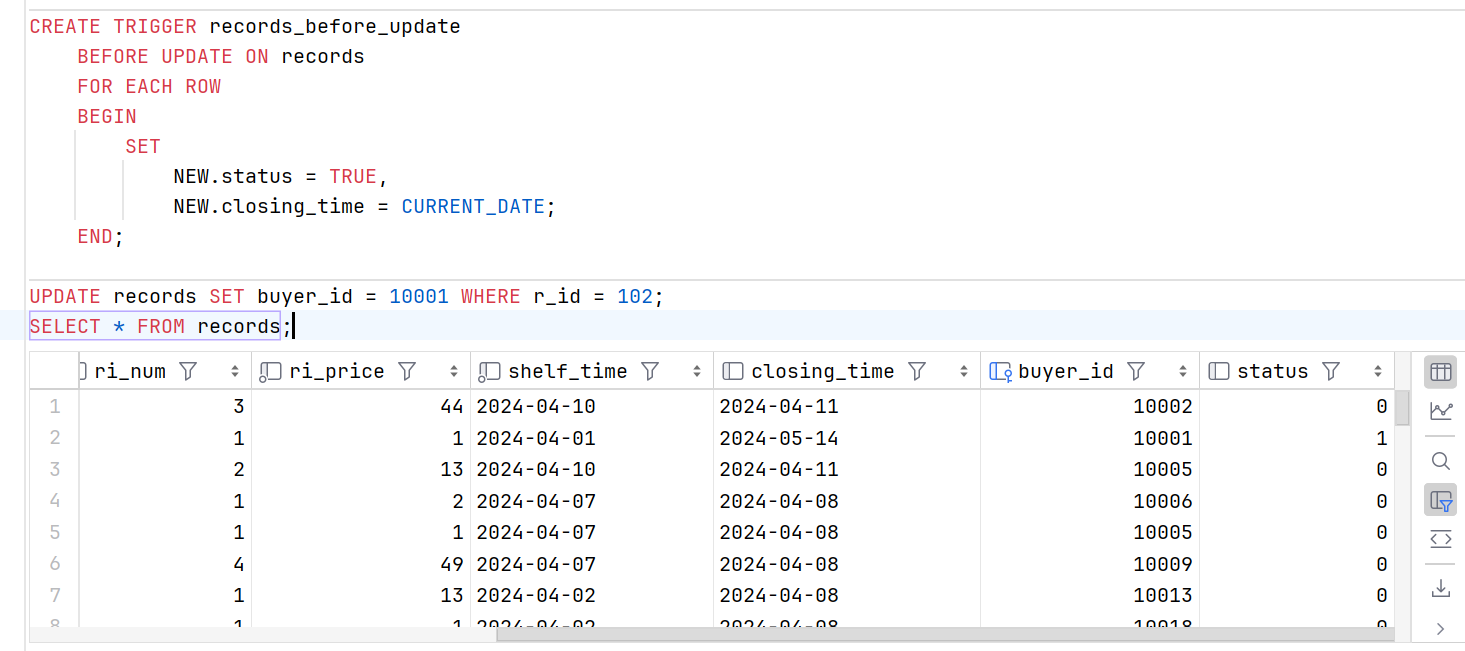 CREATE TRIGGER records_before_update
BEFORE UPDATE ON records
FOR EACH ROW
BEGIN
SET
NEW.status = TRUE,
NEW.closing_time = CURRENT_DATE;
END;
UPDATE records SET buyer_id = 10001 WHERE r_id = 102;
SELECT * FROM records;
ri_num ri_price shelf_time closing_time buyer_id status
1 3 44 2024-04-10 2024-04-11 10002 0
2 1 1 2024-04-01 2024-05-14 10001 1
3 2 13 2024-04-10 2024-04-11 10005 0
4 1 2 2024-04-07 2024-04-08 10006 0
5 1 1 2024-04-07 2024-04-08 10005 0
6 4 49 2024-04-07 2024-04-08 10009 0
7 1 13 2024-04-02 2024-04-08 10013 0
8 1 1 2024-04-02 2024-04-08 10018 0